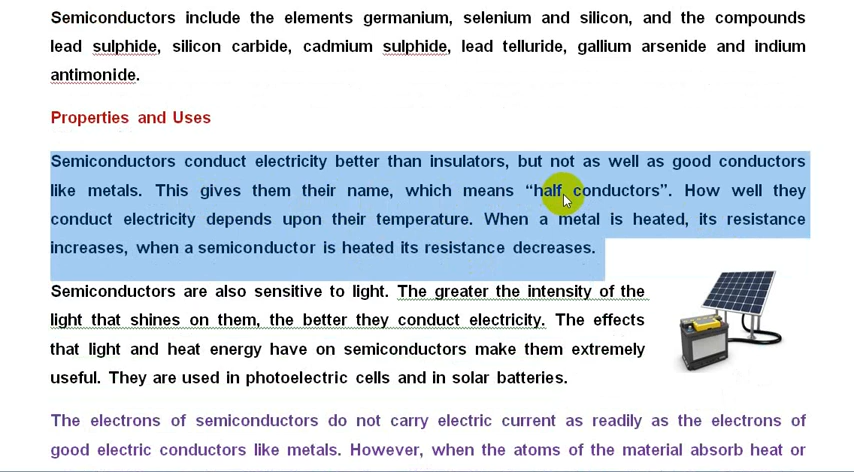 Semiconductors include the elements germanium, selenium and silicon, and the compounds
lead sulphide, silicon carbide, cadmium sulphide, lead telluride, gallium arsenide and indium
antimonide.
Properties and Uses
Semiconductors conduct electricity better than insulators, but not as well as good conductors
like metals. This gives them their name, which means “half conductors”. How well they
conduct electricity depends upon their temperature. When a metal is heated, its resistance
increases, when a semiconductor is heated its resistance decreases.
Semiconductors are also sensitive to light. The greater the intensity of the
light that shines on them, the better they conduct electricity. The effects
that light and heat energy have on semiconductors make them extremely
useful. They are used in photoelectric cells and in solar batteries.
The electrons of semiconductors do not carry electric current as readily as the electrons of
good electric conductors like metals. However, when the atoms of the material absorb heat or